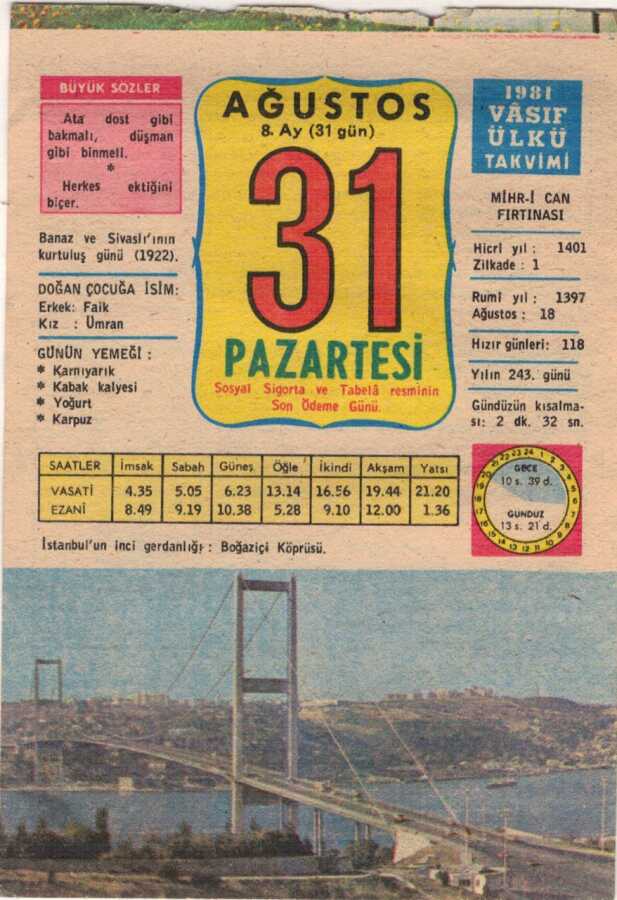 BÜYÜK SÖZLER
Ata dost gibi
bakmalı, düşman
gibi binmeli.
*
Herkes ektiğini
biçer.
Banaz ve Sivaslı'nın
kurtuluş günü (1922).
DOĞAN ÇOCUĞA İSİM:
Erkek: Faik
Kız : Ümran
GÜNÜN YEMEĞİ :
* Karnıyarık
* Kabak kalyesi
* Yoğurt
* Karpuz
AĞUSTOS
8. Ay (31 gün)
31
PAZARTESİ
Sosyal Sigorta ve Tabelâ resminin
Son Ödeme Günü.
1981
VÂSIF
ÜLKÜ
TAKVİMİ
MİHR-İ CAN
FIRTINASI
Hicrî yıl : 1401
Zilkade : 1
Rumî yıl : 1397
Ağustos : 18
Hızır günleri: 118
Yılın 243. günü
Gündüzün kısalma-
sı: 2 dk. 32 sn.
SAATLER İmsak Sabah Güneş Öğle İkindi Akşam Yatsı
VASATİ 4.35 5.05 6.23 13.14 16.56 19.44 21.20
EZANİ 8.49 9.19 10.38 5.28 9.10 12.00 1.36
GECE
10 s. 39 d.
GÜNDÜZ
13 s. 21 d.
İstanbul'un inci gerdanlığı : Boğaziçi Köprüsü.